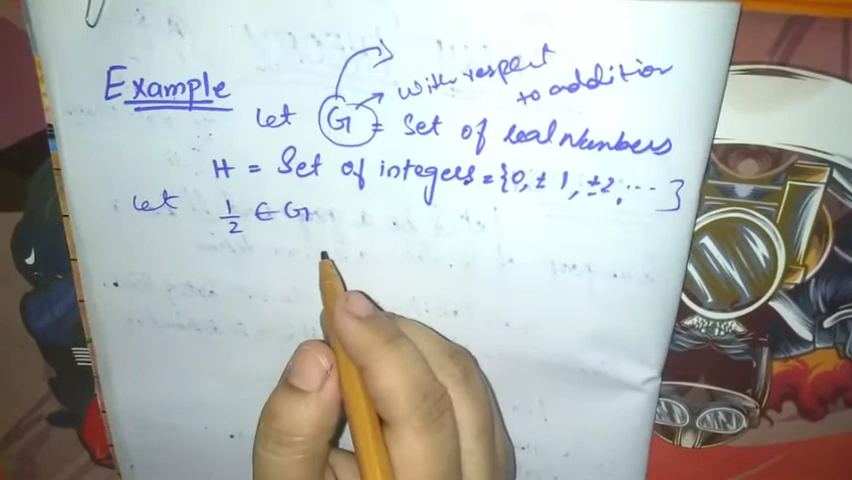 Example
With respect
to addition
Let G = Set of real numbers
H = Set of integers = {0, ±1, ±2, ...}
Let 1/2 ∈ G